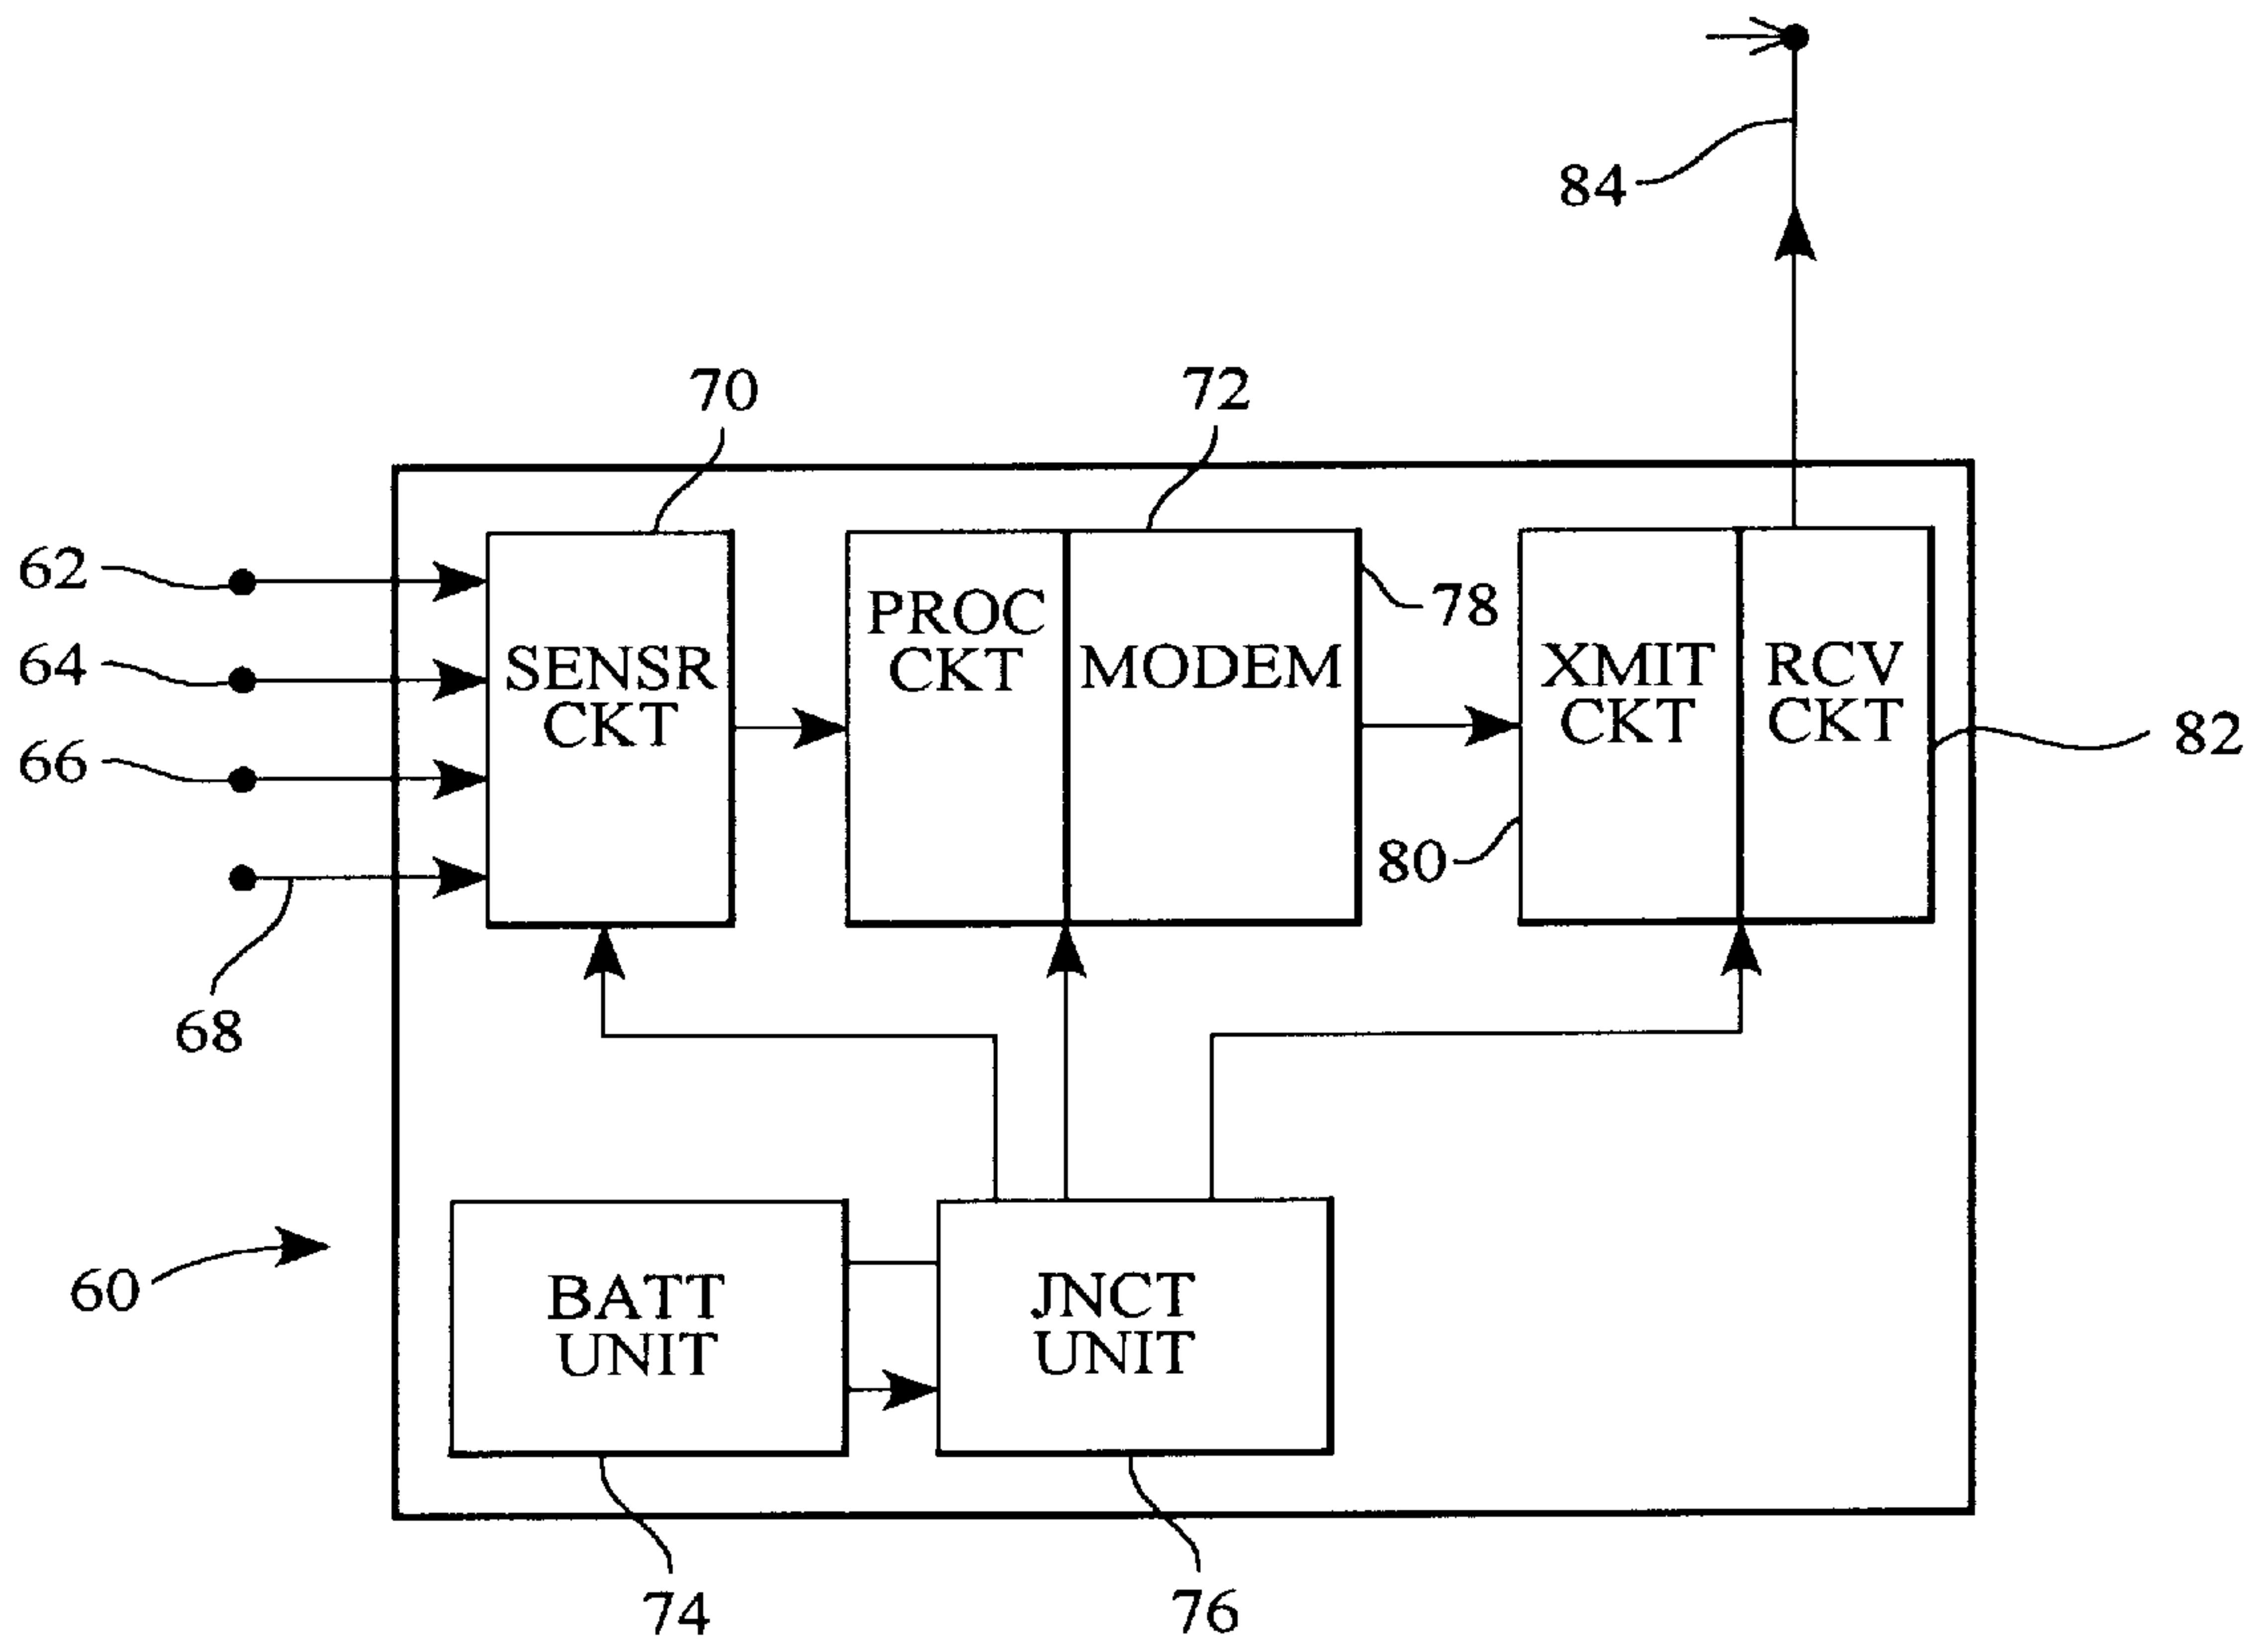 84
70
72
62
64
66
68
SENSR
CKT
PROC
CKT
MODEM
78
XMIT
CKT
RCV
CKT
82
80
60
BATT
UNIT
JNCT
UNIT
74
76